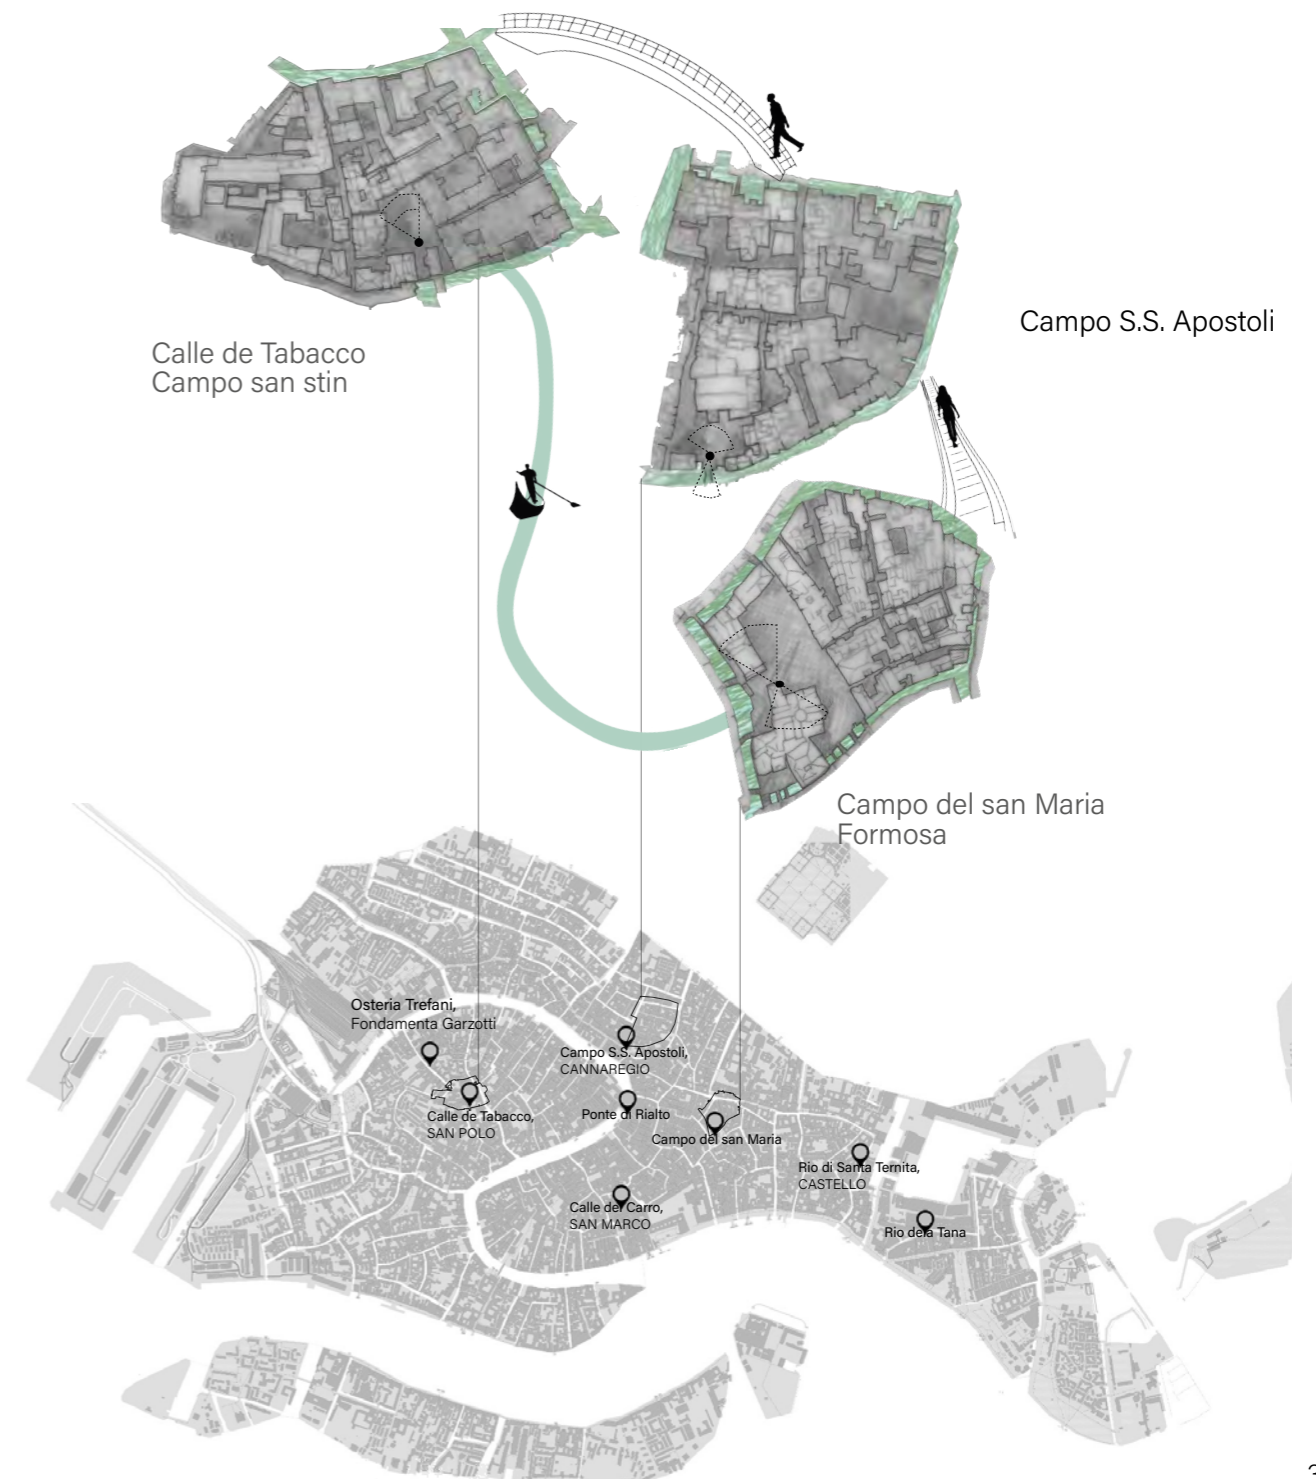 Campo S.S. Apostoli
Calle de Tabacco
Campo san stin
Campo del san Maria
Formosa
Osteria Trefani,
Fondamenta Garzotti
Campo S.S. Apostoli,
CANNAREGIO
Calle de Tabacco,
SAN POLO
Ponte di Rialto
Campo del san Maria
Rio di Santa Ternita,
CASTELLO
Calle del Carro,
SAN MARCO
Rio dela Tana
3